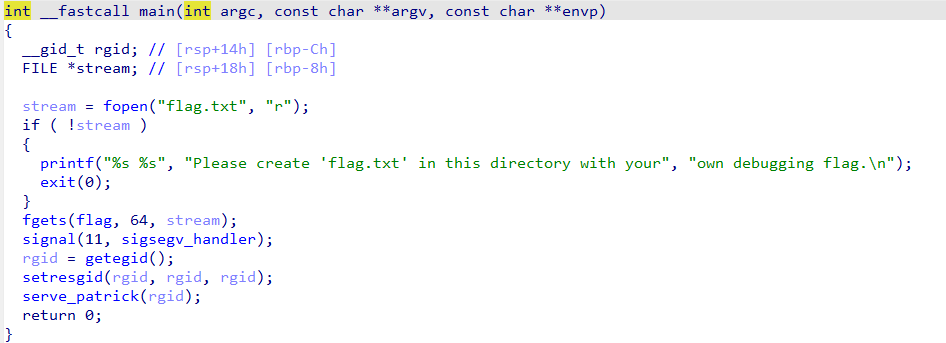 int __fastcall main(int argc, const char **argv, const char **envp)
{
  __gid_t rgid; // [rsp+14h] [rbp-Ch]
  FILE *stream; // [rsp+18h] [rbp-8h]

  stream = fopen("flag.txt", "r");
  if ( !stream )
  {
    printf("%s %s", "Please create 'flag.txt' in this directory with your", "own debugging flag.\n");
    exit(0);
  }
  fgets(flag, 64, stream);
  signal(11, sigsegv_handler);
  rgid = getegid();
  setresgid(rgid, rgid, rgid);
  serve_patrick(rgid);
  return 0;
}